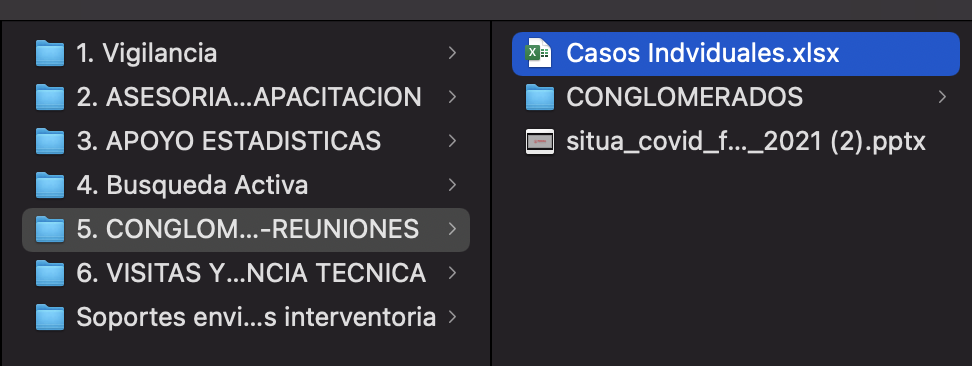 1. Vigilancia
2. ASESORIA...APACITACION
3. APOYO ESTADISTICAS
4. Busqueda Activa
5. CONGLOM...-REUNIONES
6. VISITAS Y...NCIA TECNICA
Soportes envi...s interventoria
Casos Indviduales.xlsx
CONGLOMERADOS
situa_covid_f..._2021 (2).pptx